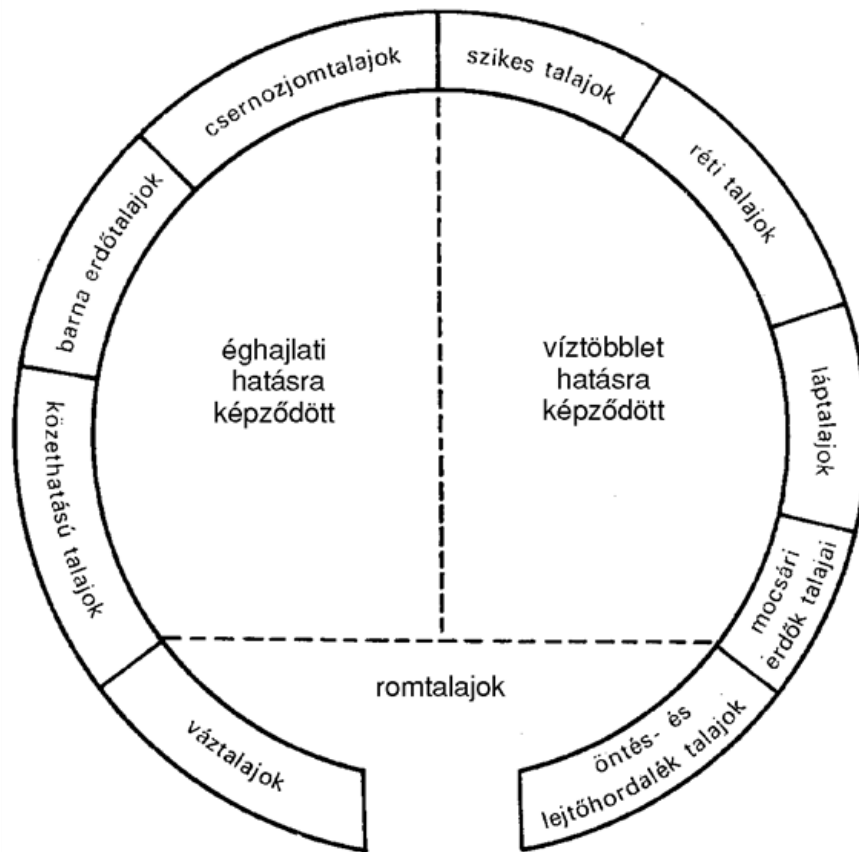 csernozjomtalajok
szikes talajok
réti talajok
láptalajok
mocsári
erdők talajai
öntés- és
lejtőhordalék talajok
váztalajok
közethatású talajok
barna erdőtalajok
éghajlati
hatásra
képződött
víztöbblet
hatásra
képződött
romtalajok